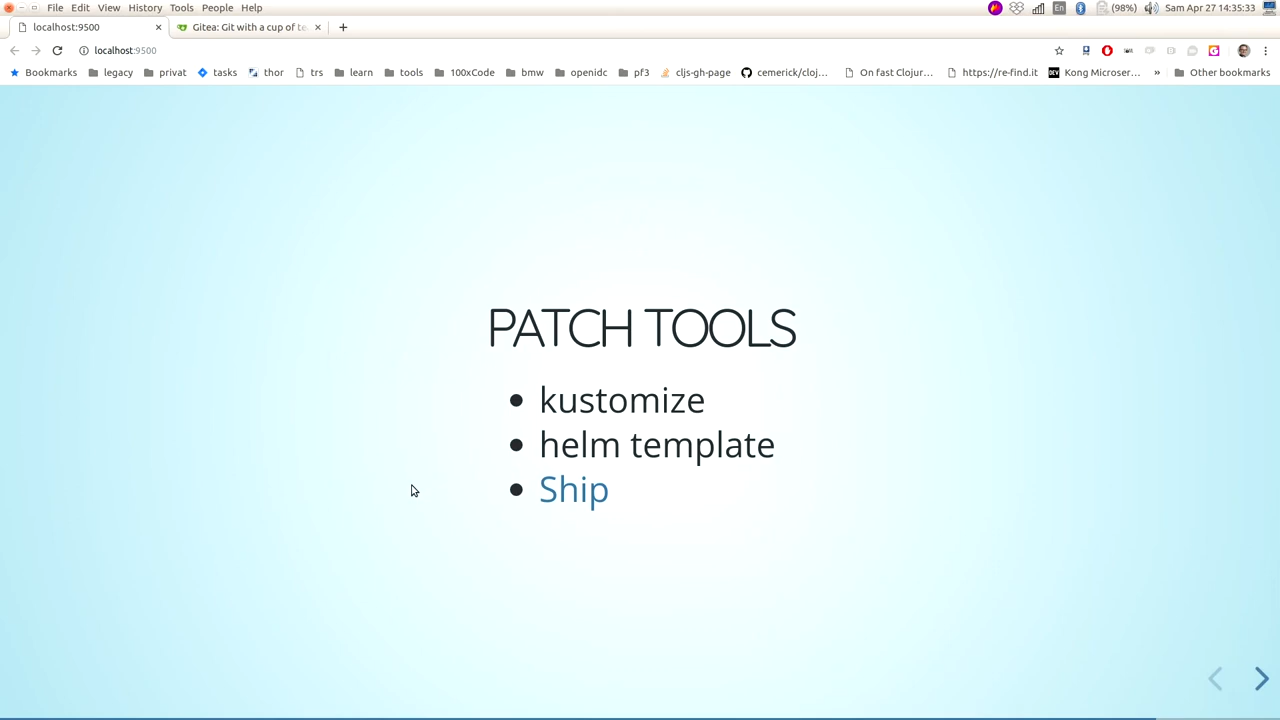 File Edit View History Tools People Help
En (98%) Sam Apr 27 14:35:33
localhost:9500 Gitea: Git with a cup of te
localhost:9500
Bookmarks legacy privat tasks thor trs learn tools 100xCode bmw openidc pf3 cljs-gh-page cemerick/cloj... On fast Clojur... https://re-find.it Kong Microser... » Other bookmarks
PATCH TOOLS
• kustomize
• helm template
• Ship